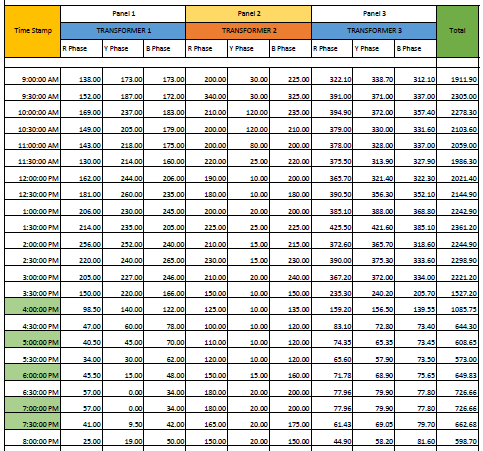 Panel 1 Panel 2 Panel 3
Time Stamp TRANSFORMER 1 TRANSFORMER 2 TRANSFORMER 3 Total
R Phase Y Phase B Phase R Phase Y Phase B Phase R Phase Y Phase B Phase
9:00:00 AM 138.00 173.00 173.00 200.00 30.00 225.00 322.10 338.70 312.10 1911.90
9:30:00 AM 152.00 187.00 172.00 340.00 30.00 325.00 391.00 371.00 337.00 2305.00
10:00:00 AM 169.00 237.00 183.00 210.00 120.00 235.00 394.90 372.00 357.40 2278.30
10:30:00 AM 149.00 205.00 179.00 200.00 120.00 210.00 379.00 330.00 331.60 2103.60
11:00:00 AM 143.00 218.00 175.00 200.00 80.00 200.00 378.00 328.00 337.00 2059.00
11:30:00 AM 130.00 214.00 160.00 220.00 25.00 220.00 375.50 313.90 327.90 1986.30
12:00:00 PM 162.00 244.00 206.00 190.00 10.00 200.00 365.70 321.40 322.30 2021.40
12:30:00 PM 181.00 260.00 235.00 180.00 10.00 180.00 390.50 356.30 352.10 2144.90
1:00:00 PM 206.00 230.00 245.00 200.00 20.00 200.00 385.10 388.00 368.80 2242.90
1:30:00 PM 214.00 235.00 205.00 225.00 25.00 225.00 425.50 421.60 385.10 2361.20
2:00:00 PM 256.00 252.00 240.00 210.00 15.00 215.00 372.60 365.70 318.60 2244.90
2:30:00 PM 220.00 240.00 265.00 230.00 15.00 230.00 390.00 375.30 333.60 2298.90
3:00:00 PM 205.00 227.00 246.00 210.00 20.00 240.00 367.20 372.00 334.00 2221.20
3:30:00 PM 150.00 220.00 166.00 150.00 10.00 150.00 235.30 240.20 205.70 1527.20
4:00:00 PM 98.50 140.00 122.00 125.00 10.00 135.00 159.20 156.50 139.55 1085.75
4:30:00 PM 47.00 60.00 78.00 100.00 10.00 120.00 83.10 72.80 73.40 644.30
5:00:00 PM 40.50 45.00 70.00 110.00 10.00 120.00 74.35 65.35 73.45 608.65
5:30:00 PM 34.00 30.00 62.00 120.00 10.00 120.00 65.60 57.90 73.50 573.00
6:00:00 PM 45.50 15.00 48.00 150.00 15.00 160.00 71.78 68.90 75.65 649.83
6:30:00 PM 57.00 0.00 34.00 180.00 20.00 200.00 77.96 79.90 77.80 726.66
7:00:00 PM 57.00 0.00 34.00 180.00 20.00 200.00 77.96 79.90 77.80 726.66
7:30:00 PM 41.00 9.50 42.00 165.00 20.00 175.00 61.43 69.05 79.70 662.68
8:00:00 PM 25.00 19.00 50.00 150.00 20.00 150.00 44.90 58.20 81.60 598.70